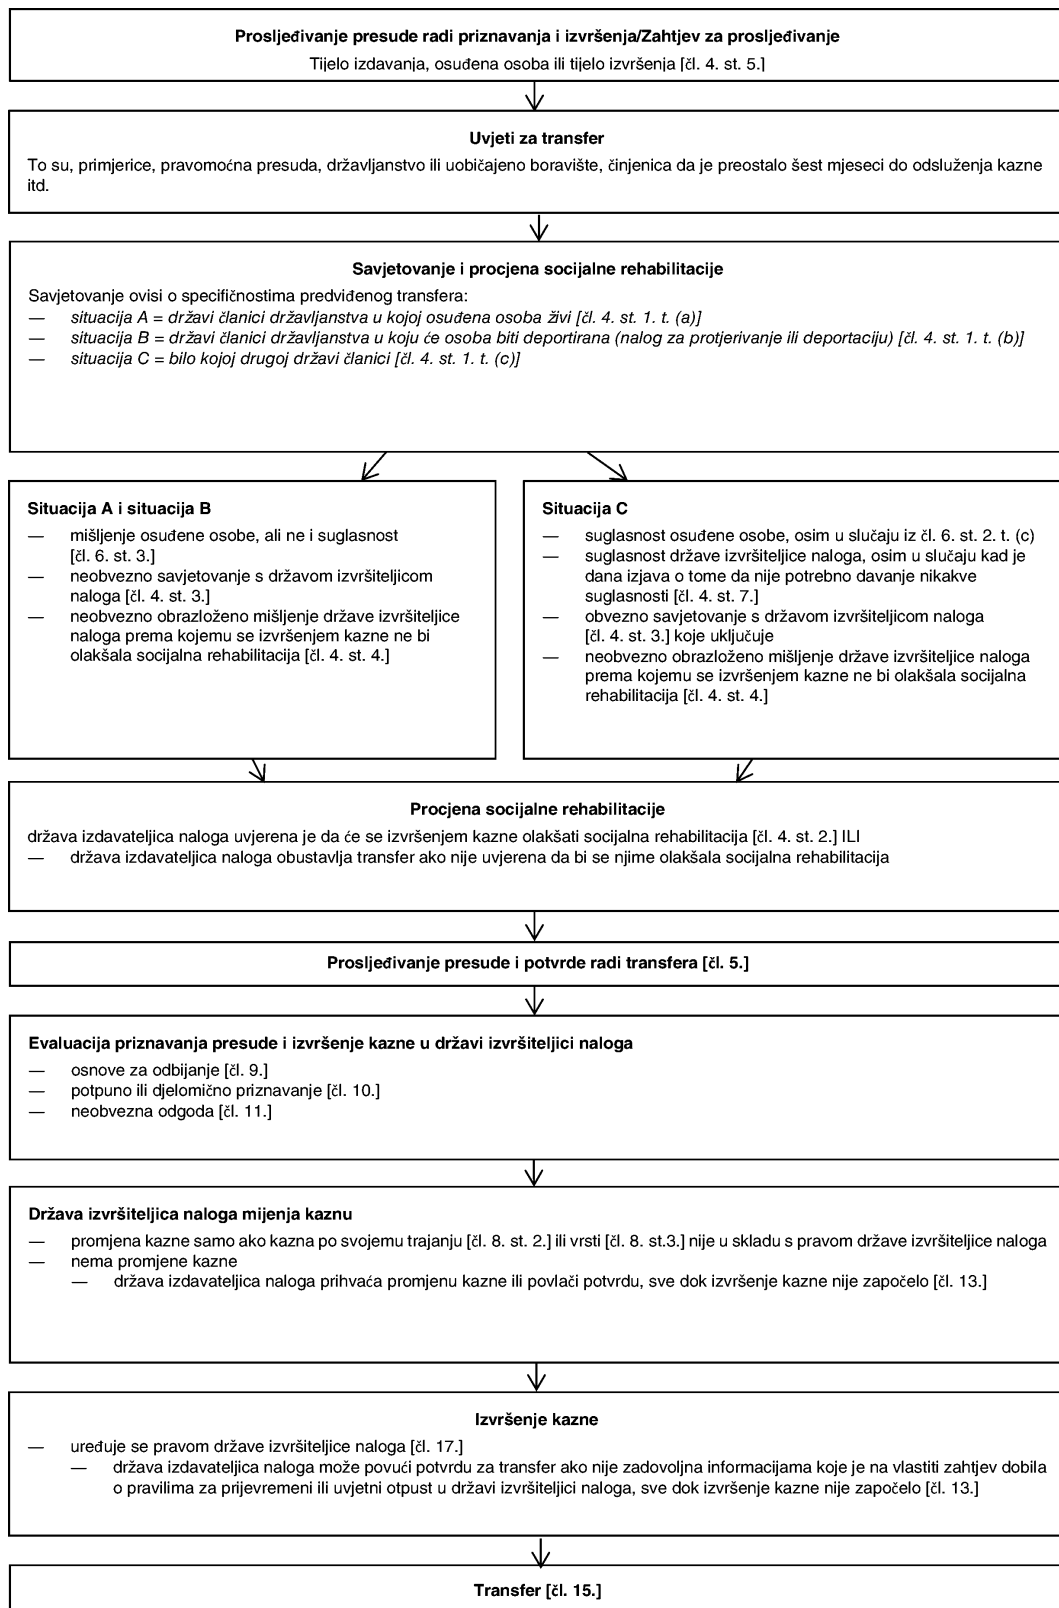 Prosljeđivanje presude radi priznavanja i izvršenja/Zahtjev za prosljeđivanje
Tijelo izdavanja, osuđena osoba ili tijelo izvršenja [čl. 4. st. 5.]
Uvjeti za transfer
To su, primjerice, pravomoćna presuda, državljanstvo ili uobičajeno boravište, činjenica da je preostalo šest mjeseci do odsluženja kazne
itd.
Savjetovanje i procjena socijalne rehabilitacije
Savjetovanje ovisi o specifičnostima predviđenog transfera:
— situacija A = državi članici državljanstva u kojoj osuđena osoba živi [čl. 4. st. 1. t. (a)]
— situacija B = državi članici državljanstva u koju će osoba biti deportirana (nalog za protjerivanje ili deportaciju) [čl. 4. st. 1. t. (b)]
— situacija C = bilo kojoj drugoj državi članici [čl. 4. st. 1. t. (c)]
Situacija A i situacija B
— mišljenje osuđene osobe, ali ne i suglasnost
[čl. 6. st. 3.]
— neobvezno savjetovanje s državom izvršiteljicom
naloga [čl. 4. st. 3.]
— neobvezno obrazloženo mišljenje države izvršiteljice
naloga prema kojemu se izvršenjem kazne ne bi
olakšala socijalna rehabilitacija [čl. 4. st. 4.]
Situacija C
— suglasnost osuđene osobe, osim u slučaju iz čl. 6. st. 2. t. (c)
— suglasnost države izvršiteljice naloga, osim u slučaju kad je
dana izjava o tome da nije potrebno davanje nikakve
suglasnosti [čl. 4. st. 7.]
— obvezno savjetovanje s državom izvršiteljicom naloga
[čl. 4. st. 3.] koje uključuje
— neobvezno obrazloženo mišljenje države izvršiteljice naloga
prema kojemu se izvršenjem kazne ne bi olakšala socijalna
rehabilitacija [čl. 4. st. 4.]
Procjena socijalne rehabilitacije
država izdavateljica naloga uvjerena je da će se izvršenjem kazne olakšati socijalna rehabilitacija [čl. 4. st. 2.] ILI
— država izdavateljica naloga obustavlja transfer ako nije uvjerena da bi se njime olakšala socijalna rehabilitacija
Prosljeđivanje presude i potvrde radi transfera [čl. 5.]
Evaluacija priznavanja presude i izvršenje kazne u državi izvršiteljici naloga
— osnove za odbijanje [čl. 9.]
— potpuno ili djelomično priznavanje [čl. 10.]
— neobvezna odgoda [čl. 11.]
Država izvršiteljica naloga mijenja kaznu
— promjena kazne samo ako kazna po svojemu trajanju [čl. 8. st. 2.] ili vrsti [čl. 8. st.3.] nije u skladu s pravom države izvršiteljice naloga
— nema promjene kazne
— država izdavateljica naloga prihvaća promjenu kazne ili povlači potvrdu, sve dok izvršenje kazne nije započelo [čl. 13.]
Izvršenje kazne
— uređuje se pravom države izvršiteljice naloga [čl. 17.]
— država izdavateljica naloga može povući potvrdu za transfer ako nije zadovoljna informacijama koje je na vlastiti zahtjev dobila
o pravilima za prijevremeni ili uvjetni otpust u državi izvršiteljici naloga, sve dok izvršenje kazne nije započelo [čl. 13.]
Transfer [čl. 15.]